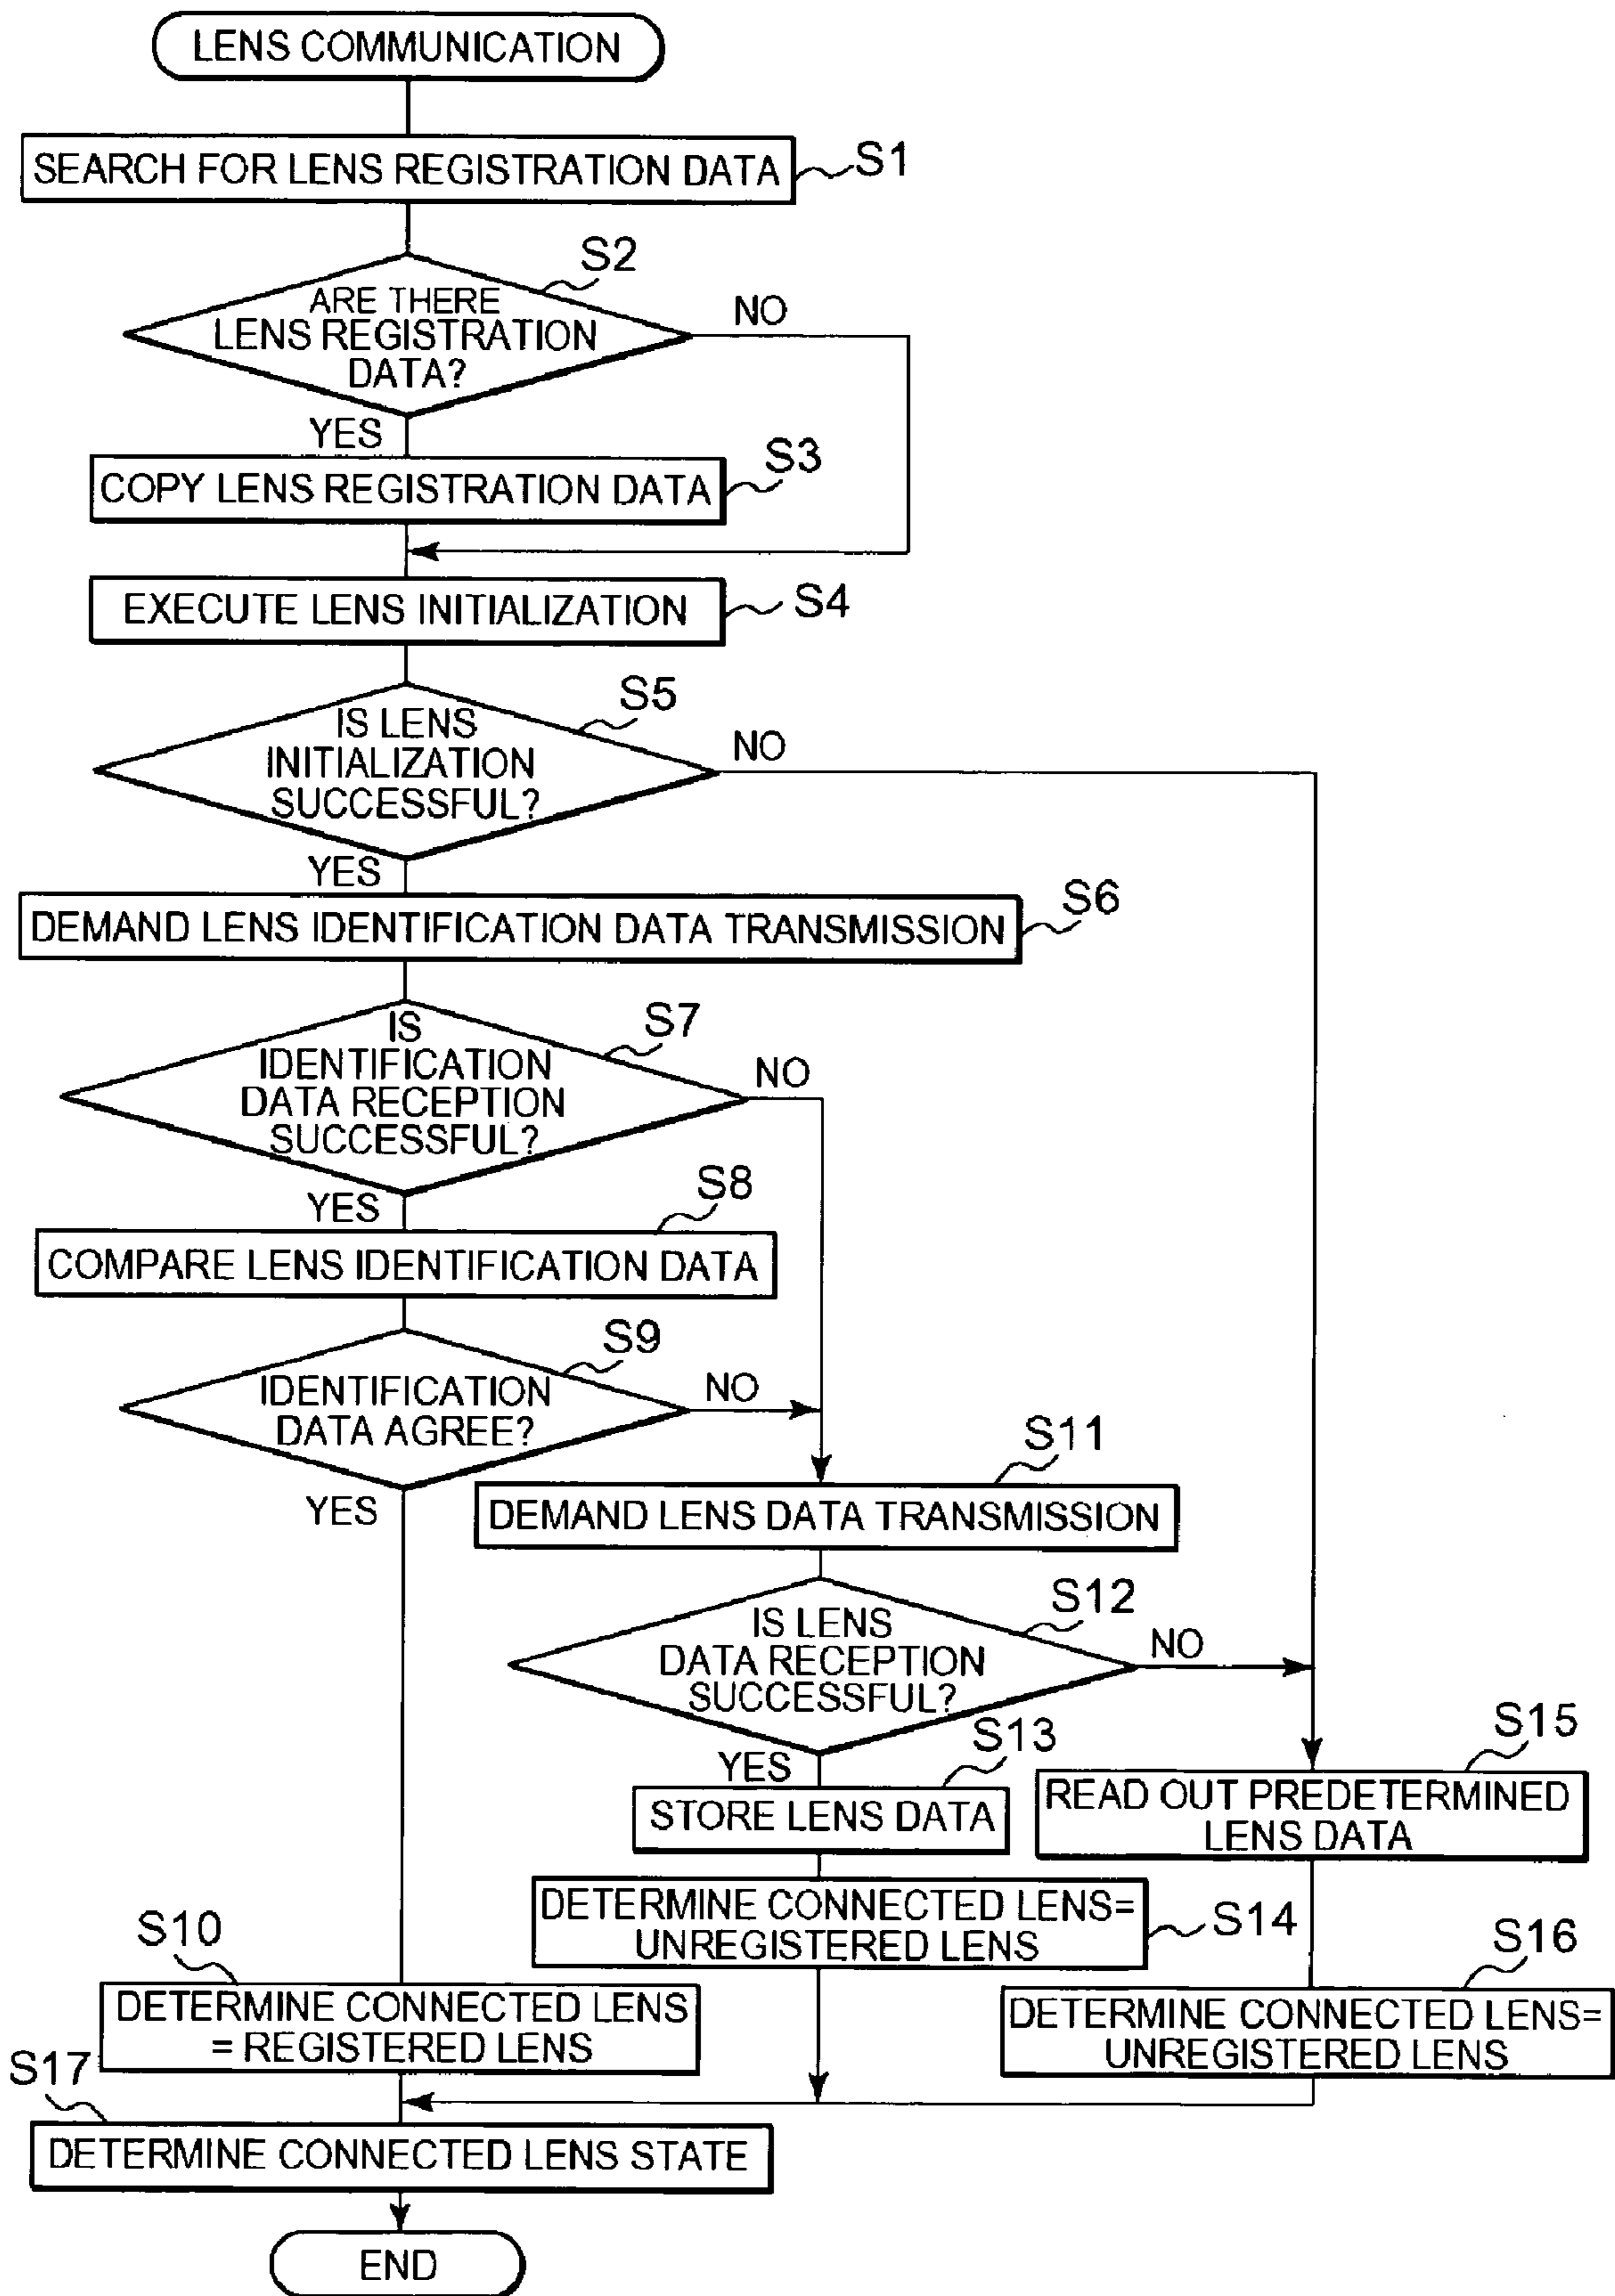 LENS COMMUNICATION
SEARCH FOR LENS REGISTRATION DATA
S1
S2
ARE THERE
LENS REGISTRATION
DATA?
NO
YES
S3
COPY LENS REGISTRATION DATA
EXECUTE LENS INITIALIZATION
S4
S5
IS LENS
INITIALIZATION
SUCCESSFUL?
NO
YES
S6
DEMAND LENS IDENTIFICATION DATA TRANSMISSION
S7
IS
IDENTIFICATION
DATA RECEPTION
SUCCESSFUL?
NO
YES
S8
COMPARE LENS IDENTIFICATION DATA
S9
IDENTIFICATION
DATA AGREE?
NO
YES
S11
DEMAND LENS DATA TRANSMISSION
S12
IS LENS
DATA RECEPTION
SUCCESSFUL?
NO
YES
S13
STORE LENS DATA
S15
READ OUT PREDETERMINED
LENS DATA
DETERMINE CONNECTED LENS=
UNREGISTERED LENS
S14
S10
DETERMINE CONNECTED LENS
= REGISTERED LENS
S16
DETERMINE CONNECTED LENS=
UNREGISTERED LENS
S17
DETERMINE CONNECTED LENS STATE
END